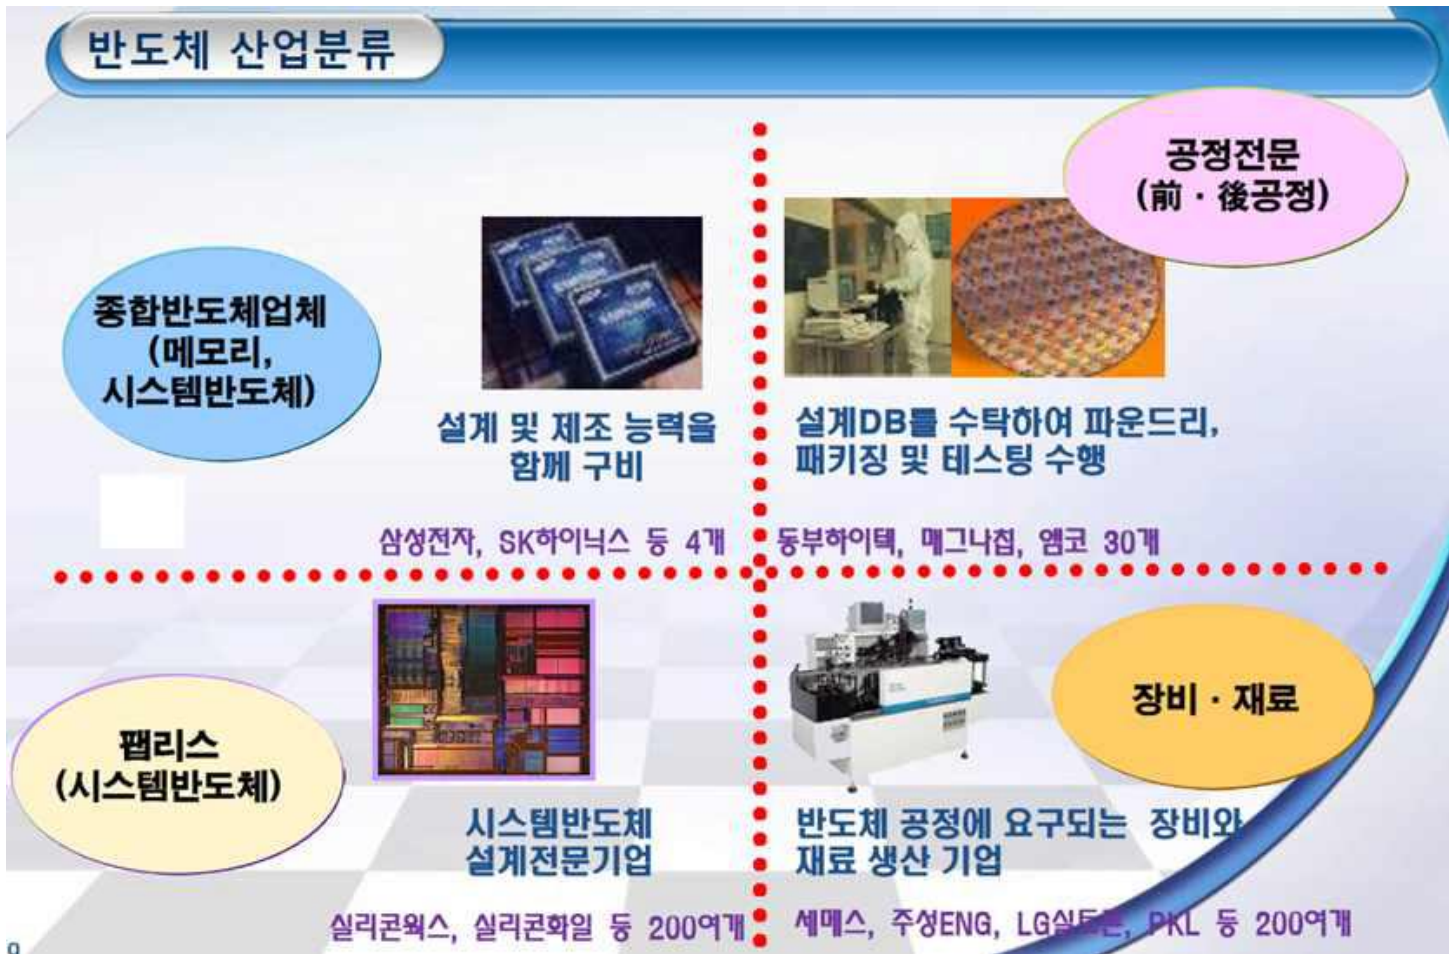 반도체 산업분류
종합반도체업체
(메모리,
시스템반도체)
설계 및 제조 능력을
함께 구비
삼성전자, SK하이닉스 등 4개
공정전문
(前 · 後공정)
설계DB를 수탁하여 파운드리,
패키징 및 테스팅 수행
동부하이텍, 매그나칩, 앰코 30개
팹리스
(시스템반도체)
시스템반도체
설계전문기업
실리콘웍스, 실리콘화일 등 200여개
장비 · 재료
반도체 공정에 요구되는 장비와
재료 생산 기업
세메스, 주성ENG, LG실트론, PKL 등 200여개